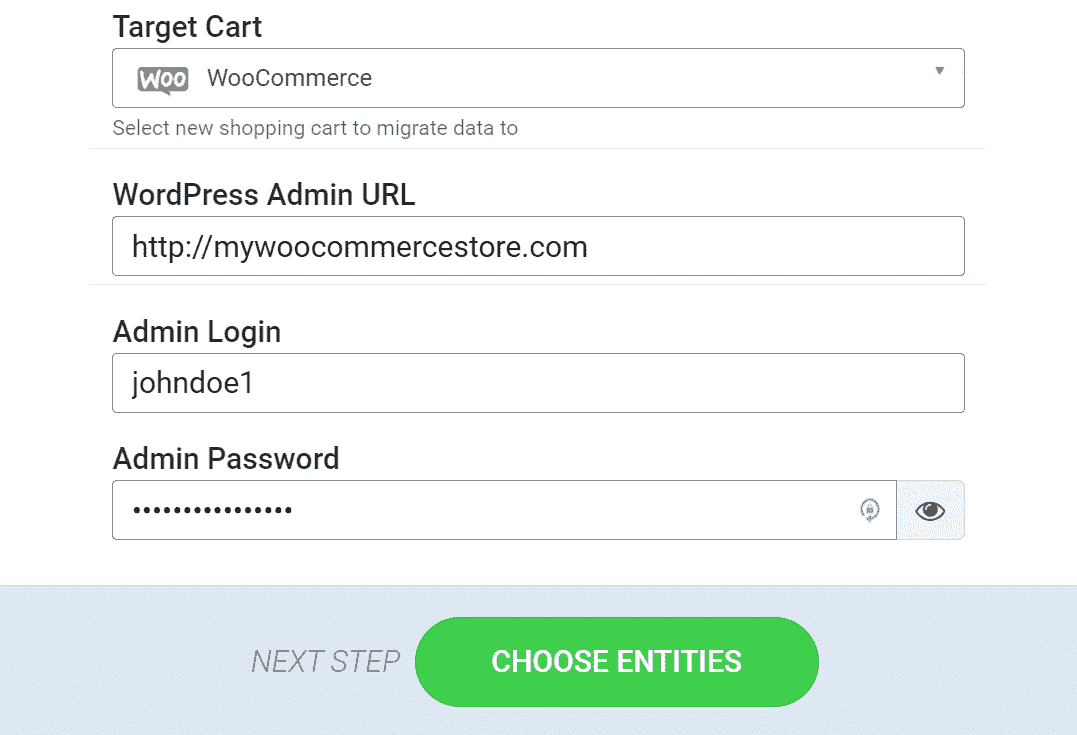 Target Cart
Woo WooCommerce
Select new shopping cart to migrate data to
WordPress Admin URL
http://mywoocommercestore.com
Admin Login
johndoe1
Admin Password
••••••••••••••••
NEXT STEP CHOOSE ENTITIES